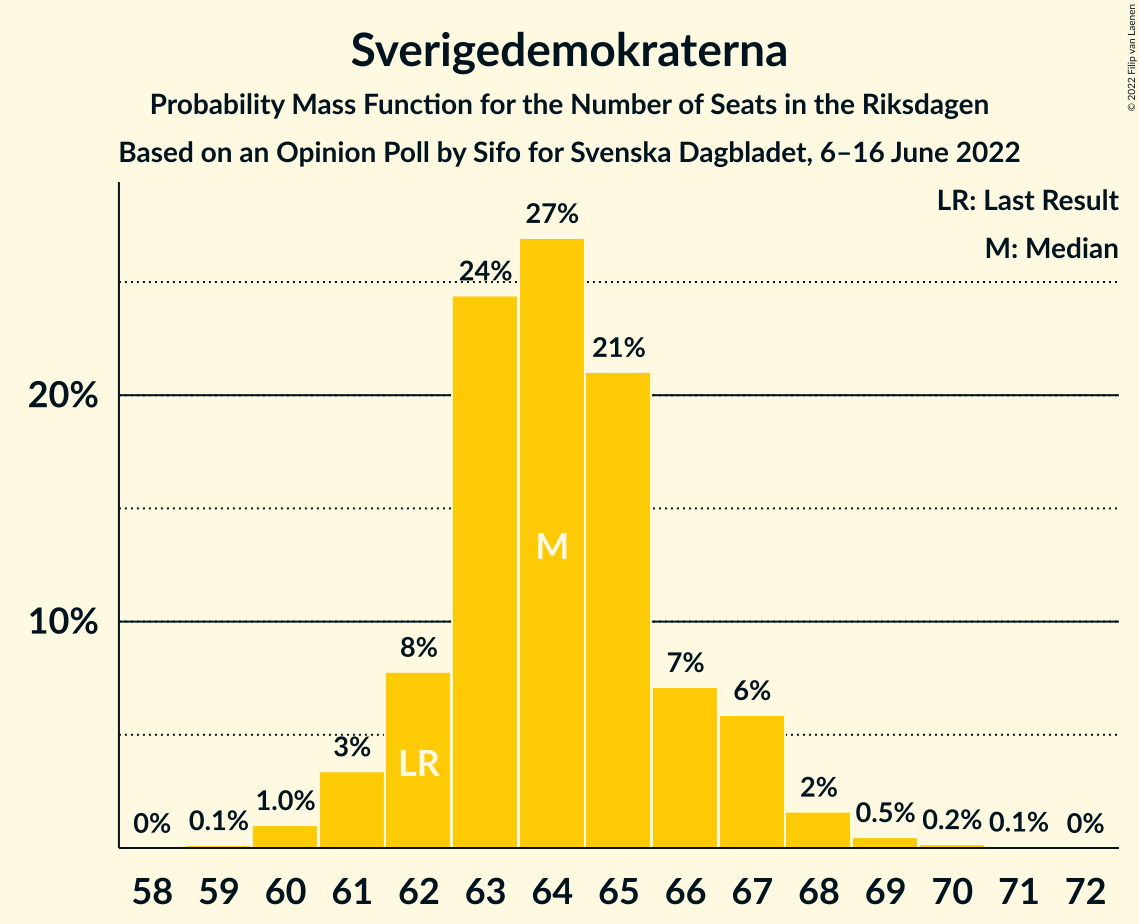 Sverigedemokraterna
Probability Mass Function for the Number of Seats in the Riksdagen
Based on an Opinion Poll by Sifo for Svenska Dagbladet, 6–16 June 2022
© 2022 Filip van Laenen
LR: Last Result
M: Median
20%
10%
0%
0.1%
1.0%
3%
8%
24%
27%
21%
7%
6%
2%
0.5%
0.2%
0.1%
0%
LR
M
58 59 60 61 62 63 64 65 66 67 68 69 70 71 72